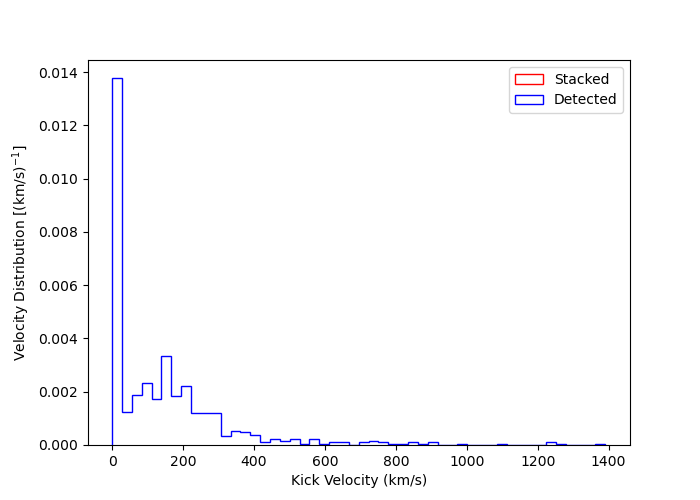 Stacked
Detected
0.014
0.012
0.010
0.008
0.006
0.004
0.002
0.000
Velocity Distribution [(km/s)⁻¹]
0 200 400 600 800 1000 1200 1400
Kick Velocity (km/s)